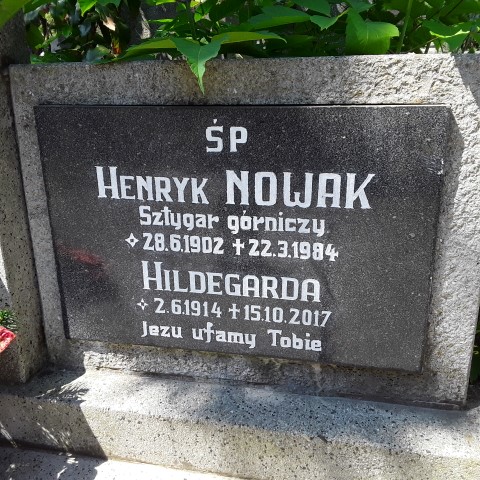 ŚP
HENRYK NOWAK
Sztygar górniczy
✧ 28.6.1902 ✝ 22.3.1984
HILDEGARDA
✧ 2.6.1914 ✝ 15.10.2017
Jezu ufamy Tobie